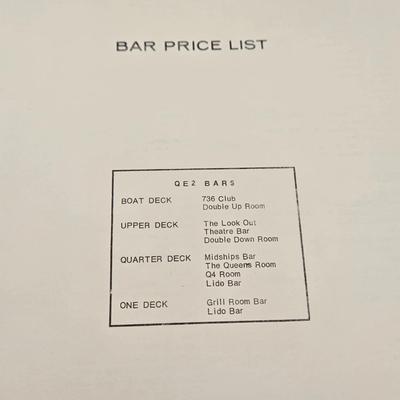 BAR PRICE LIST
QE2 BARS
BOAT DECK 736 Club
Double Up Room
UPPER DECK The Look Out
Theatre Bar
Double Down Room
QUARTER DECK Midships Bar
The Queens Room
Q4 Room
Lido Bar
ONE DECK Grill Room Bar
Lido Bar